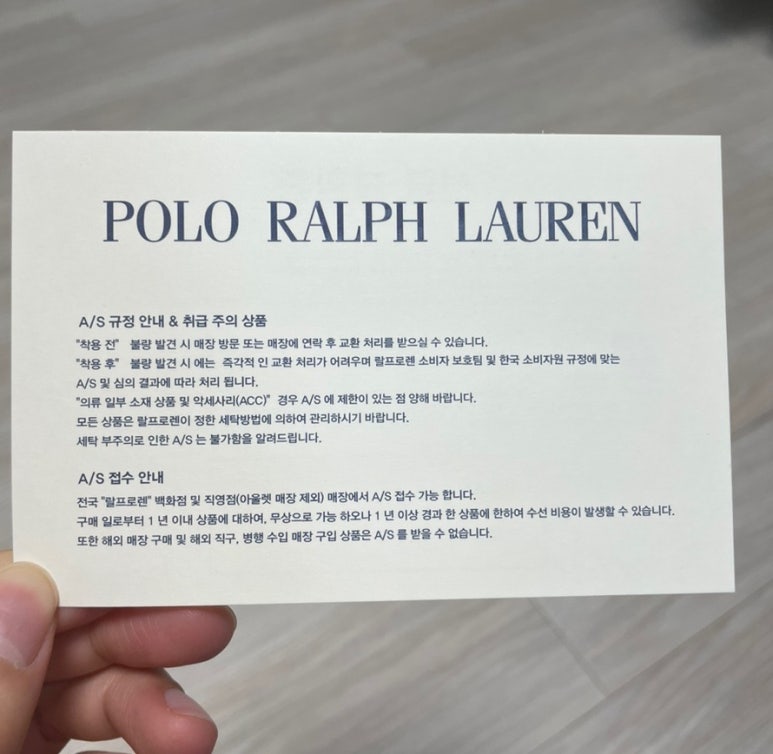 POLO RALPH LAUREN
A/S 규정 안내 & 취급 주의 상품
"착용 전" 불량 발견 시 매장 방문 또는 매장에 연락 후 교환 처리를 받으실 수 있습니다.
"착용 후" 불량 발견 시 에는 즉각적 인 교환 처리가 어려우며 랄프로렌 소비자 보호팀 및 한국 소비자원 규정에 맞는
A/S 및 심의 결과에 따라 처리 됩니다.
"의류 일부 소재 상품 및 악세사리(ACC)" 경우 A/S 에 제한이 있는 점 양해 바랍니다.
모든 상품은 랄프로렌이 정한 세탁방법에 의하여 관리하시기 바랍니다.
세탁 부주의로 인한 A/S 는 불가함을 알려드립니다.
A/S 접수 안내
전국 "랄프로렌" 백화점 및 직영점(아울렛 매장 제외) 매장에서 A/S 접수 가능 합니다.
구매 일로부터 1 년 이내 상품에 대하여, 무상으로 가능 하오나 1 년 이상 경과 한 상품에 한하여 수선 비용이 발생할 수 있습니다.
또한 해외 매장 구매 및 해외 직구, 병행 수입 매장 구입 상품은 A/S 를 받을 수 없습니다.